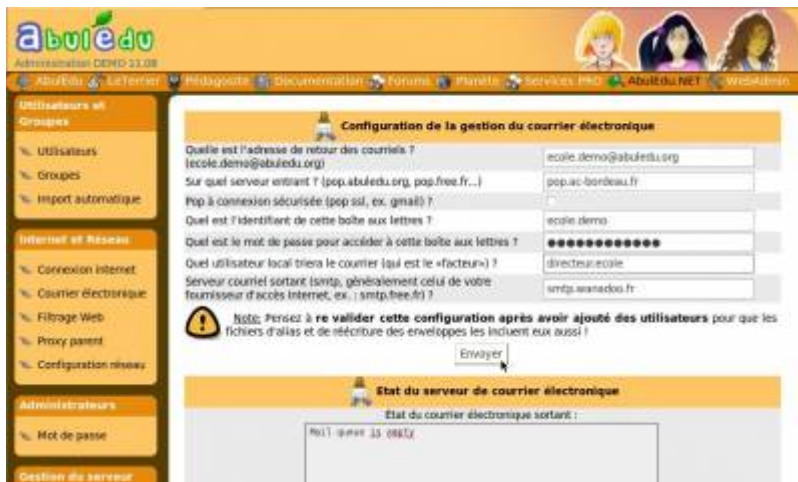 abulédu
Administration DEMO 11.08
AbulEdu LeTerrier Pédagosite Documentation Forums Planète Services PRO AbulEdu.NET WebAdmin
Utilisateurs et
Groupes
Utilisateurs
Groupes
Import automatique
Internet et Réseau
Connexion internet
Courrier électronique
Filtrage Web
Proxy parent
Configuration réseau
Administrateurs
Mot de passe
Gestion du serveur
Configuration de la gestion du courrier électronique
Quelle est l'adresse de retour des courriels ?
(ecole.demo@abuledu.org)
ecole.demo@abuledu.org
Sur quel serveur entrant ? (pop.abuledu.org, pop.free.fr...)
pop.ac-bordeau.fr
Pop à connexion sécurisée (pop ssl, ex. gmail) ?
Quel est l'identifiant de cette boîte aux lettres ?
ecole.demo
Quel est le mot de passe pour accéder à cette boîte aux lettres ?
●●●●●●●●●●●●
Quel utilisateur local triera le courrier (qui est le «facteur») ?
directeur.ecole
Serveur courriel sortant (smtp, généralement celui de votre
fournisseur d'accès Internet, ex. : smtp.free.fr) ?
smtp.wanadoo.fr
Note: Pensez à re valider cette configuration après avoir ajouté des utilisateurs pour que les
fichiers d'alias et de réécriture des enveloppes les incluent eux aussi !
Envoyer
Etat du serveur de courrier électronique
Etat du courrier électronique sortant :
Mail queue is empty